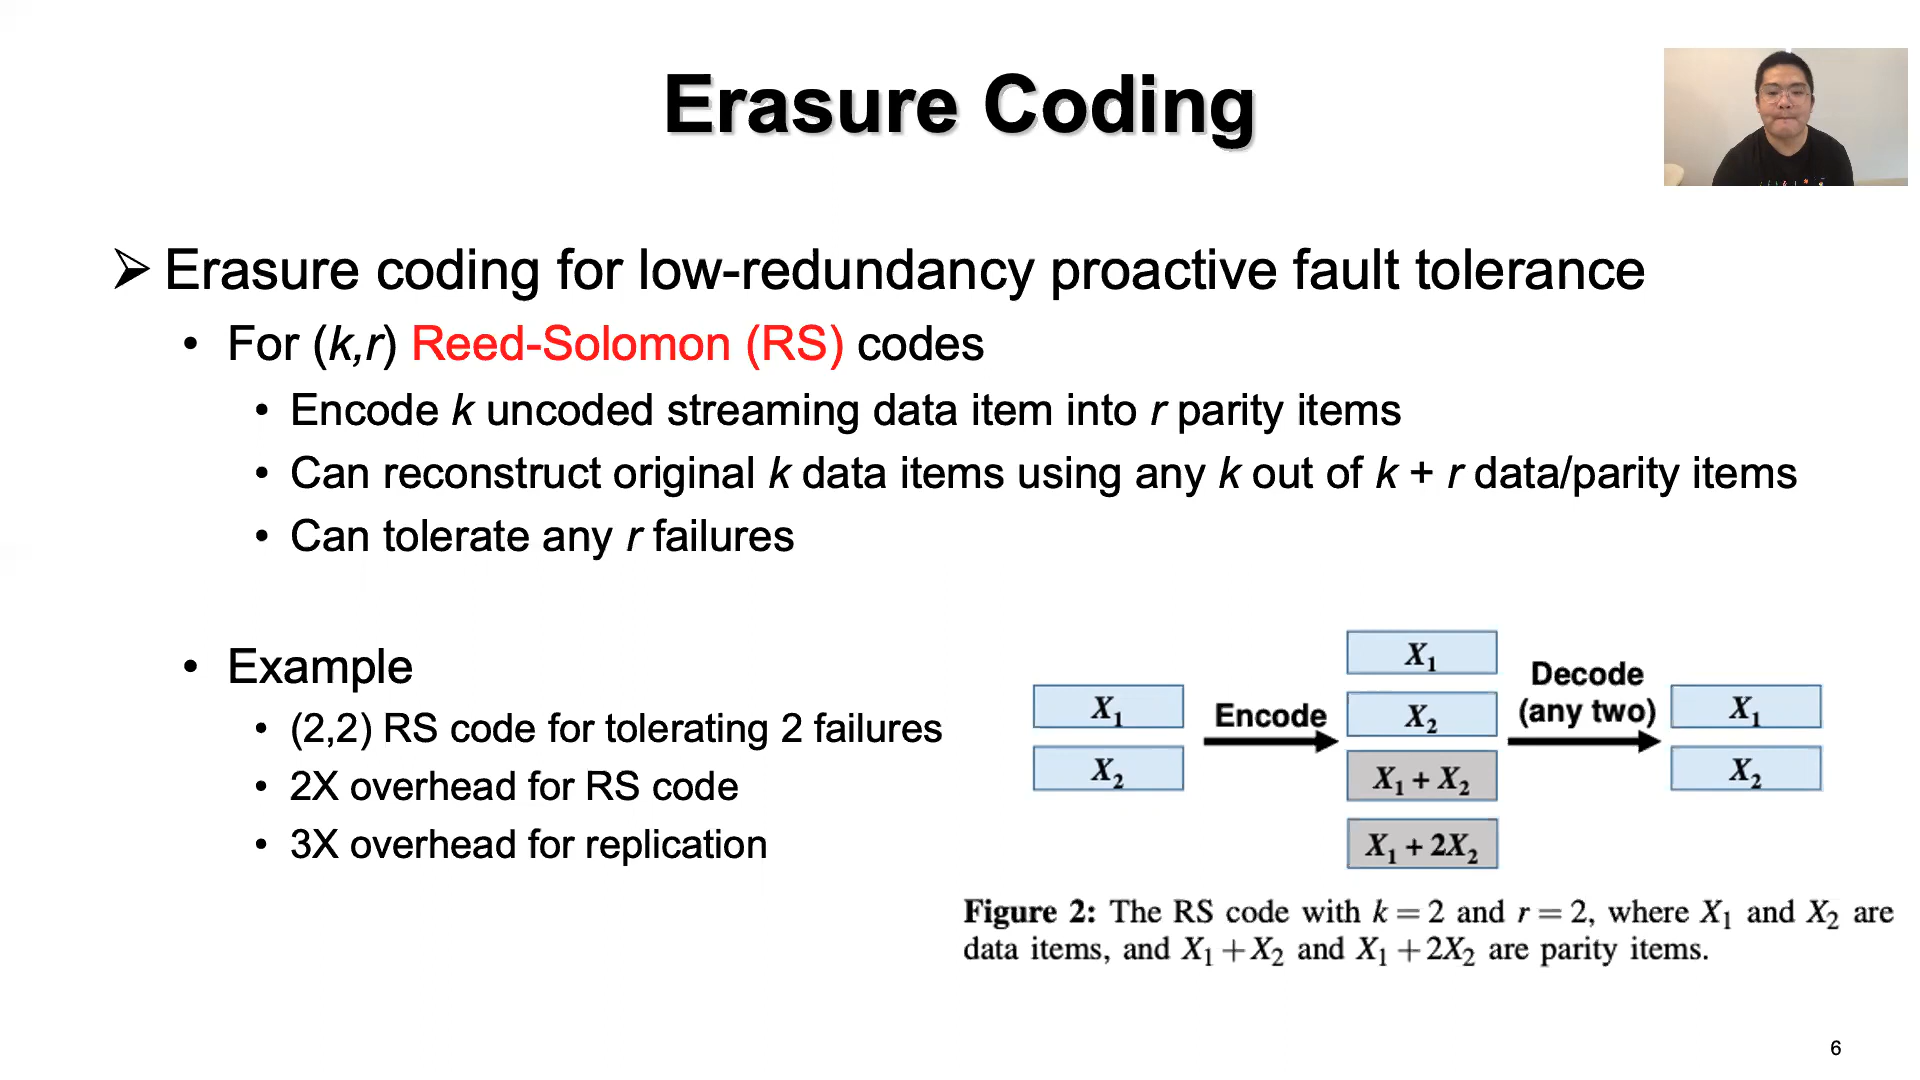 Erasure Coding
➢ Erasure coding for low-redundancy proactive fault tolerance
• For (k,r) Reed-Solomon (RS) codes
• Encode k uncoded streaming data item into r parity items
• Can reconstruct original k data items using any k out of k + r data/parity items
• Can tolerate any r failures
• Example
• (2,2) RS code for tolerating 2 failures
• 2X overhead for RS code
• 3X overhead for replication
X₁
X₂
Encode
X₁
X₂
X₁ + X₂
X₁ + 2X₂
Decode
(any two)
X₁
X₂
Figure 2: The RS code with k = 2 and r = 2, where X₁ and X₂ are
data items, and X₁ + X₂ and X₁ + 2X₂ are parity items.
6